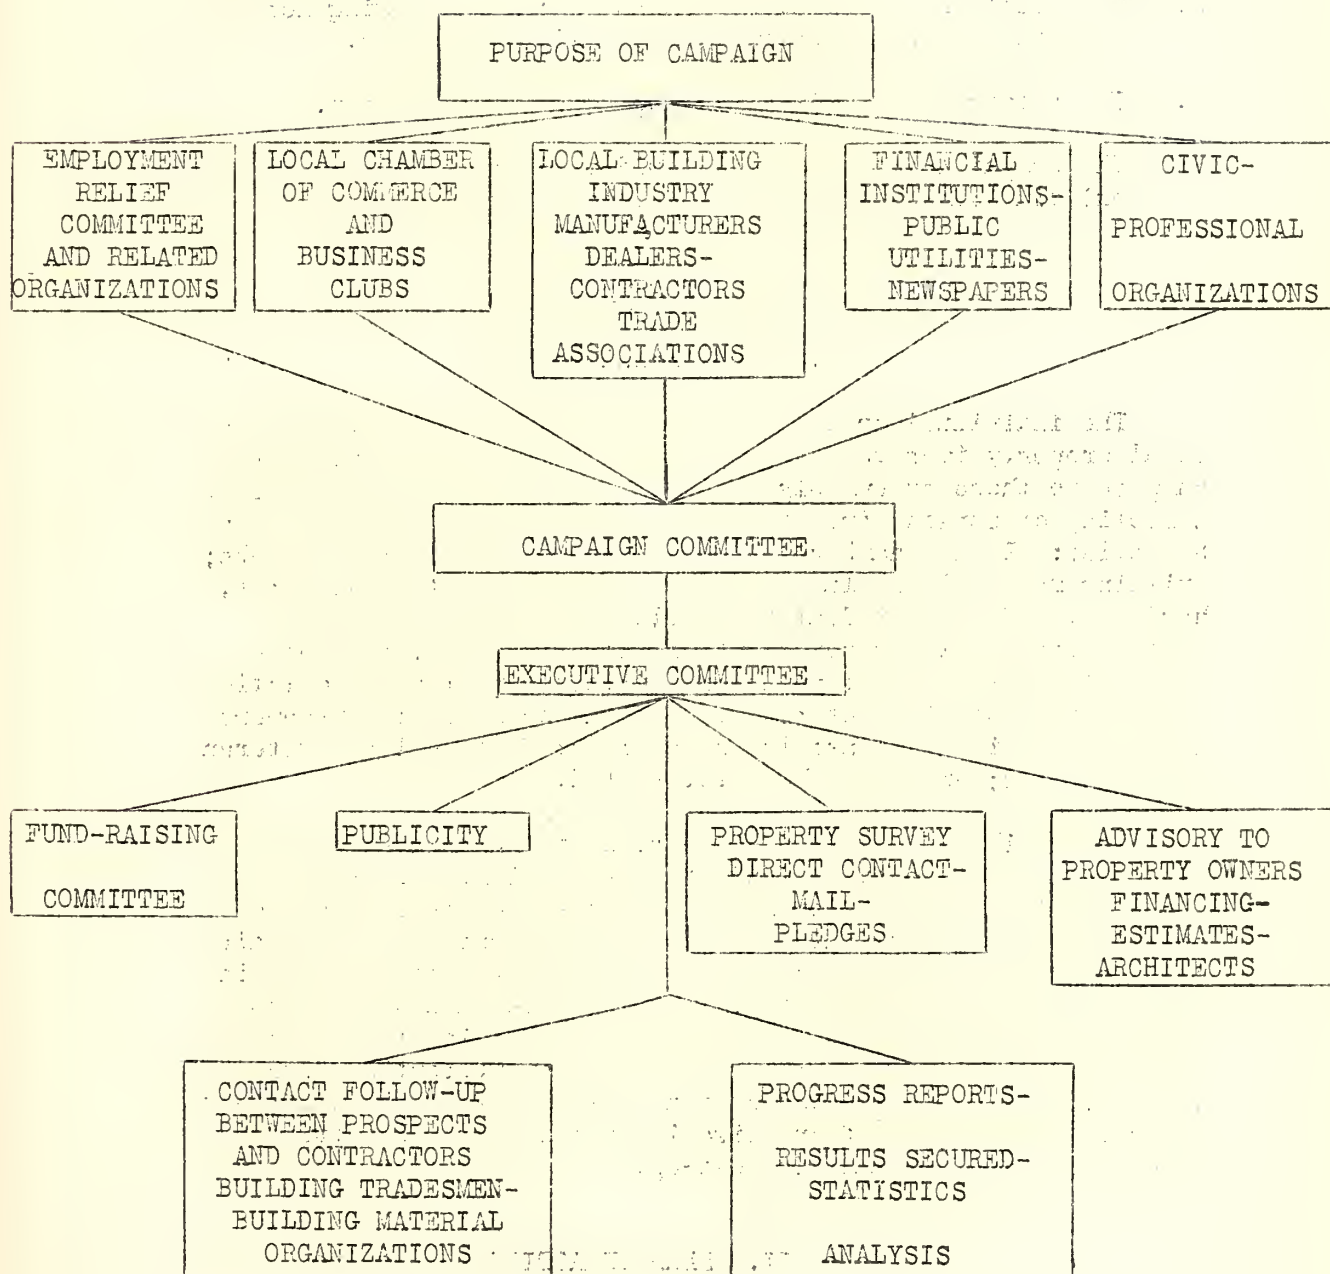 PURPOSE OF CAMPAIGN
EMPLOYMENT
RELIEF
COMMITTEE
AND RELATED
ORGANIZATIONS
LOCAL CHAMBER
OF COMMERCE
AND
BUSINESS
CLUBS
LOCAL BUILDING
INDUSTRY
MANUFACTURERS
DEALERS-
CONTRACTORS
TRADE
ASSOCIATIONS
FINANCIAL
INSTITUTIONS-
PUBLIC
UTILITIES-
NEWSPAPERS
CIVIC-
PROFESSIONAL
ORGANIZATIONS
CAMPAIGN COMMITTEE
EXECUTIVE COMMITTEE
FUND-RAISING
COMMITTEE
PUBLICITY
PROPERTY SURVEY
DIRECT CONTACT-
MAIL-
PLEDGES
ADVISORY TO
PROPERTY OWNERS
FINANCING-
ESTIMATES-
ARCHITECTS
CONTACT FOLLOW-UP
BETWEEN PROSPECTS
AND CONTRACTORS
BUILDING TRADESMEN-
BUILDING MATERIAL
ORGANIZATIONS
PROGRESS REPORTS-
RESULTS SECURED-
STATISTICS
ANALYSIS